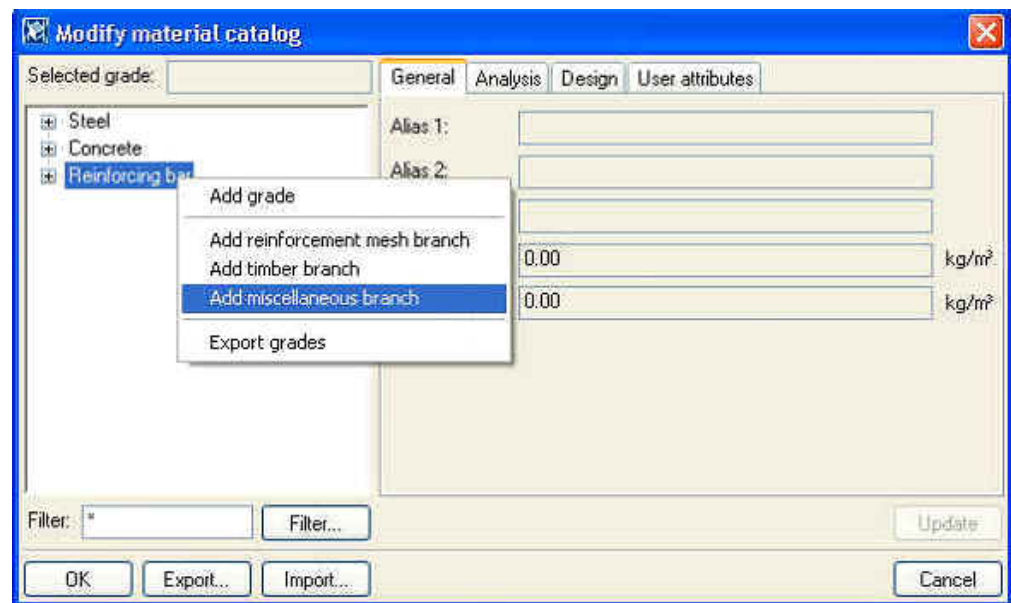 Modify material catalog
Selected grade:
General Analysis Design User attributes
Steel
Concrete
Reinforcing bar
Alias 1:
Alias 2:
Add grade
Add reinforcement mesh branch
Add timber branch
Add miscellaneous branch
Export grades
0.00 kg/m³
0.00 kg/m³
Filter: * Filter... Update
OK Export... Import... Cancel